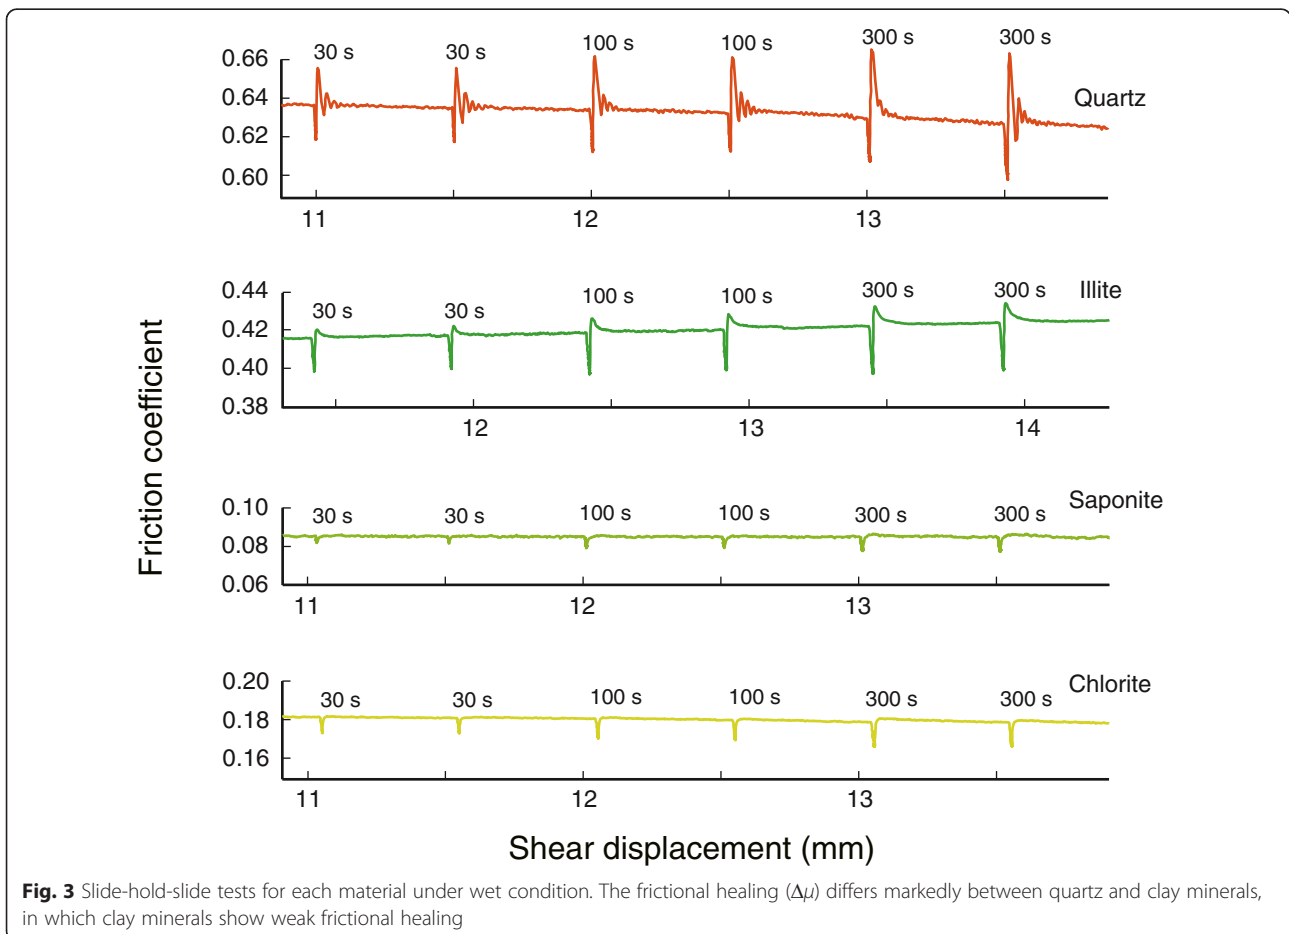 30 s 30 s 100 s 100 s 300 s 300 s
Quartz
0.66
0.64
0.62
0.60
11 12 13
30 s 30 s 100 s 100 s 300 s 300 s
Illite
0.44
0.42
0.40
0.38
12 13 14
Friction coefficient
30 s 30 s 100 s 100 s 300 s 300 s
Saponite
0.10
0.08
0.06
11 12 13
30 s 30 s 100 s 100 s 300 s 300 s
Chlorite
0.20
0.18
0.16
11 12 13
Shear displacement (mm)
Fig. 3 Slide-hold-slide tests for each material under wet condition. The frictional healing (Δμ) differs markedly between quartz and clay minerals,
in which clay minerals show weak frictional healing